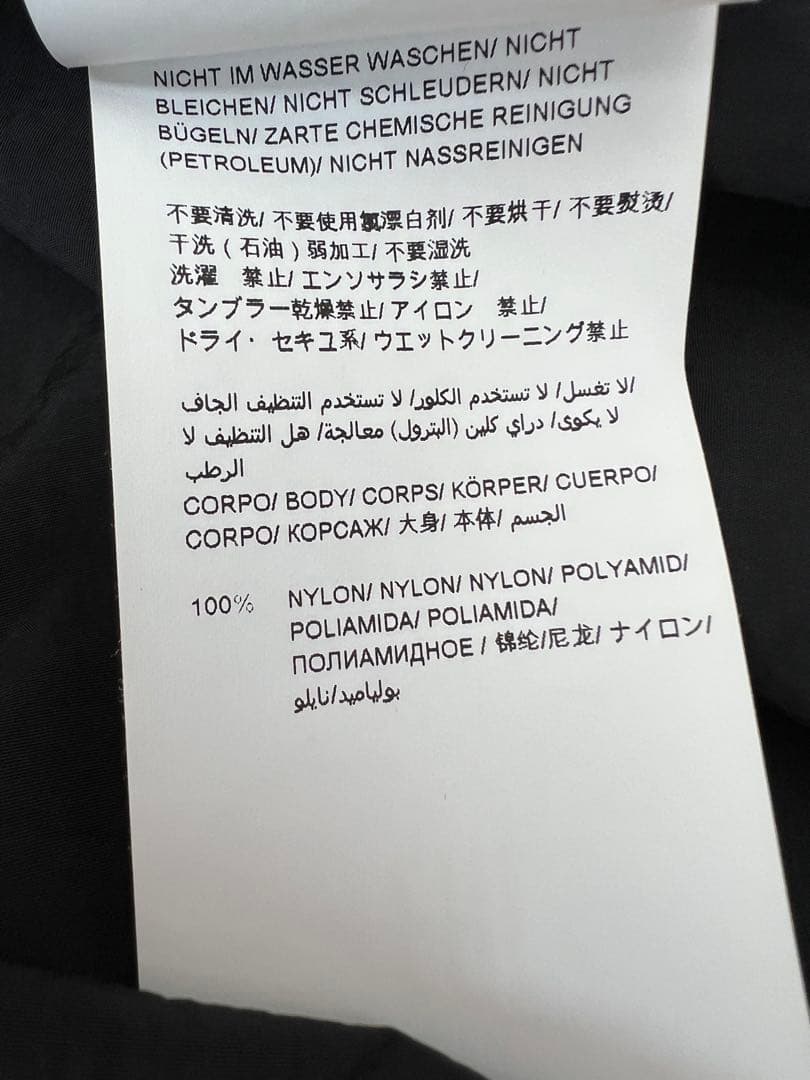 NICHT IM WASSER WASCHEN/ NICHT
BLEICHEN/ NICHT SCHLEUDERN/ NICHT
BÜGELN/ ZARTE CHEMISCHE REINIGUNG
(PETROLEUM)/ NICHT NASSREINIGEN
不要清洗/ 不要使用氯漂白剂/ 不要烘干/ 不要熨烫/
干洗 ( 石油 ) 弱加工/ 不要湿洗
洗濯 禁止/ エンソサラシ禁止/
タンブラー乾燥禁止/ アイロン 禁止/
ドライ・ セキユ系/ ウエットクリーニング禁止
لا تغسل/ لا تستخدم الكلور/ لا تستخدم التنظيف الجاف/
لا يكوى/ دراي كلين (البترول) معالجة/ هل التنظيف لا
الرطب
CORPO/ BODY/ CORPS/ KÖRPER/ CUERPO/
CORPO/ КОРСАЖ/ 大身/ 本体/ الجسم
100% NYLON/ NYLON/ NYLON/ POLYAMID/
POLIAMIDA/ POLIAMIDA/
ПОЛИАМИДНОЕ / 锦纶/尼龙/ ナイロン/
بولياميد/نايلو